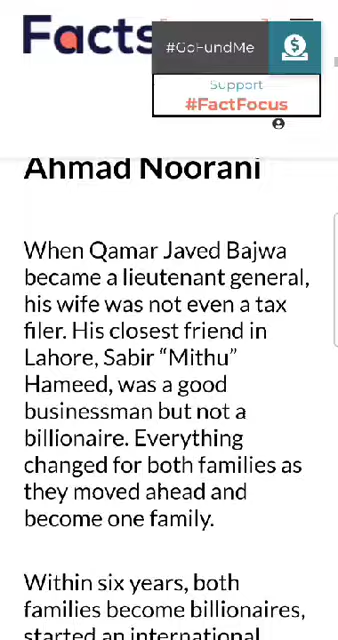 Facts
#GoFundMe
Support
#FactFocus
Ahmad Noorani
When Qamar Javed Bajwa
became a lieutenant general,
his wife was not even a tax
filer. His closest friend in
Lahore, Sabir “Mithu”
Hameed, was a good
businessman but not a
billionaire. Everything
changed for both families as
they moved ahead and
become one family.
Within six years, both
families become billionaires,
started an international